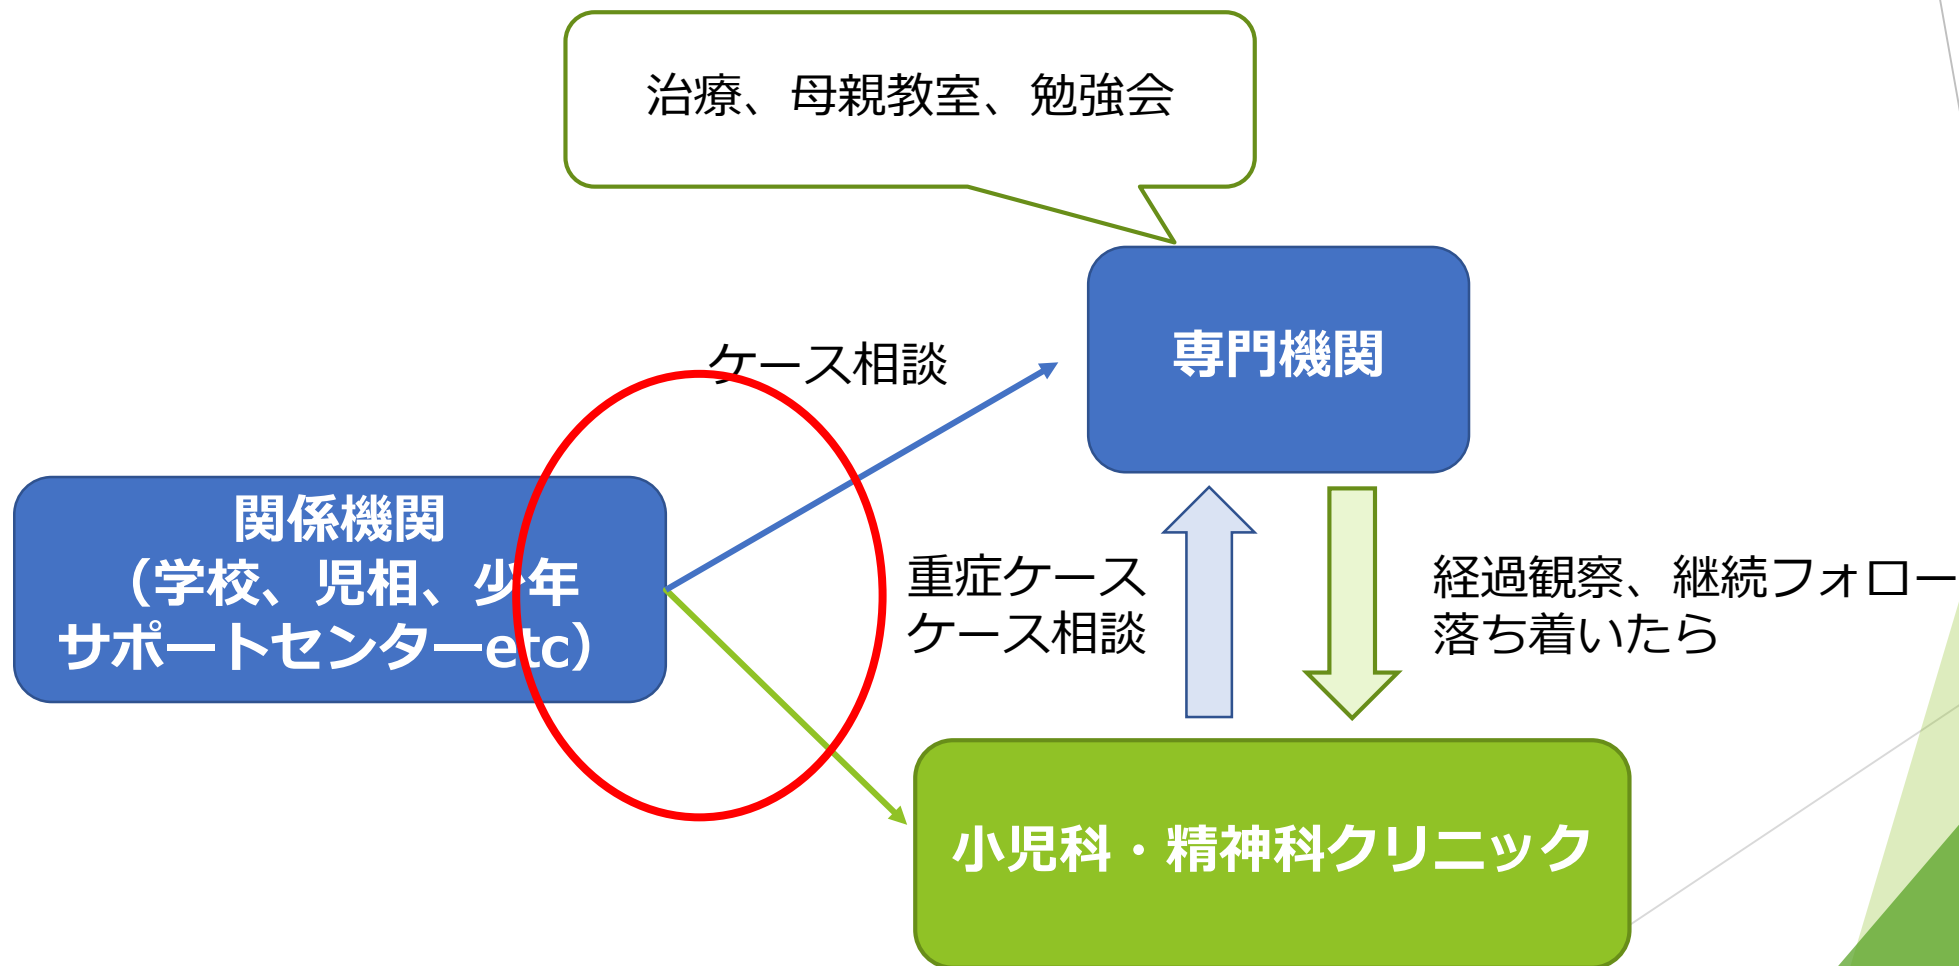 治療、母親教室、勉強会
専門機関
ケース相談
関係機関
（学校、児相、少年
サポートセンターetc）
重症ケース
ケース相談
経過観察、継続フォロー
落ち着いたら
小児科・精神科クリニック